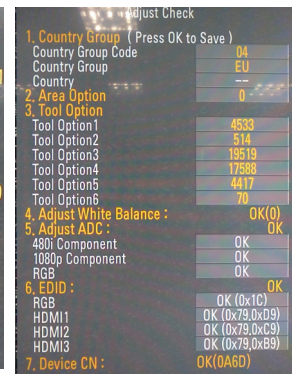 Adjust Check
1. Country Group ( Press OK to Save )
Country Group Code 04
Country Group EU
Country --
2. Area Option 0
3. Tool Option
Tool Option1 4533
Tool Option2 514
Tool Option3 19519
Tool Option4 17588
Tool Option5 4417
Tool Option6 70
4. Adjust White Balance : OK(0)
5. Adjust ADC : OK
480i Component OK
1080p Component OK
RGB OK
6. EDID : OK
RGB OK (0x1C)
HDMI1 OK (0x79,0xD9)
HDMI2 OK (0x79,0xC9)
HDMI3 OK (0x79,0xB9)
7. Device CN : OK(0A6D)